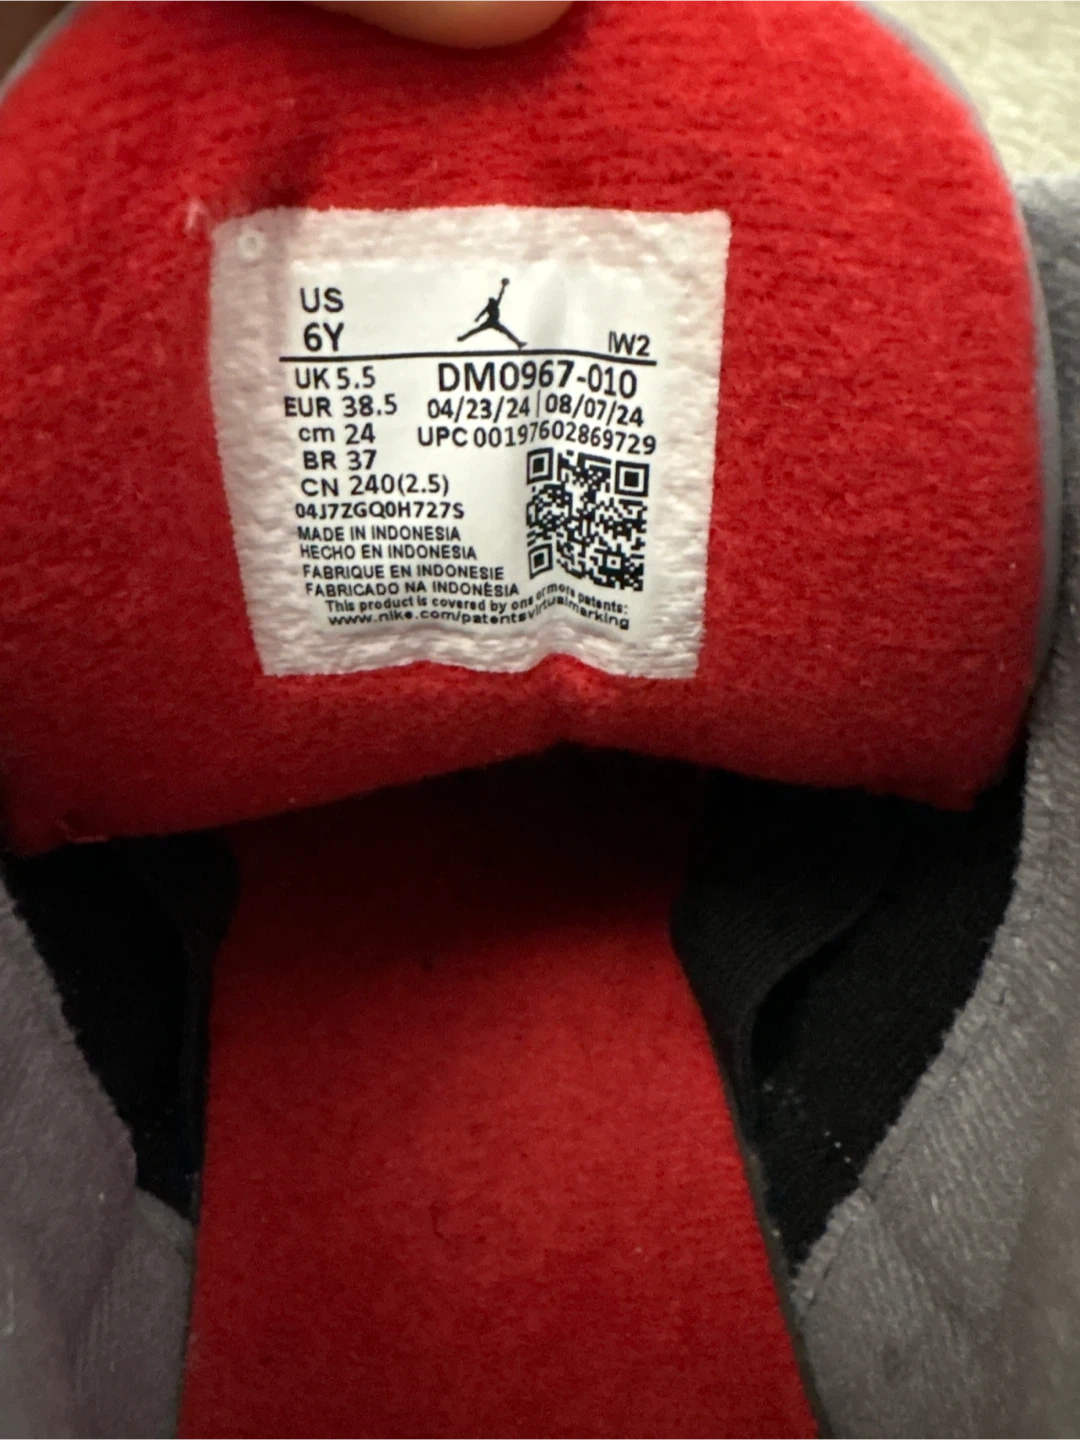 US
6Y
IW2
UK 5.5
DM0967-010
EUR 38.5
04/23/24 | 08/07/24
cm 24
UPC 00197602869729
BR 37
CN 240(2.5)
04J7ZGQ0H727S
MADE IN INDONESIA
HECHO EN INDONESIA
FABRIQUE EN INDONESIE
FABRICADO NA INDONÉSIA
This product is covered by one or more patents:
www.nike.com/patentsvirtualmarking